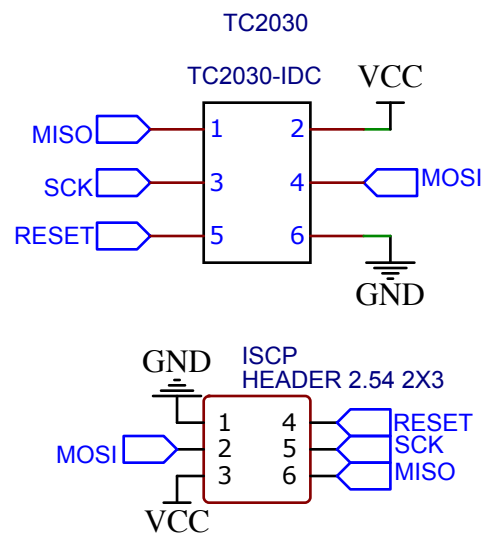 TC2030
TC2030-IDC
VCC
MISO 1 2
SCK 3 4 MOSI
RESET 5 6
GND
GND
ISCP
HEADER 2.54 2X3
1 4 RESET
MOSI 2 5 SCK
3 6 MISO
VCC